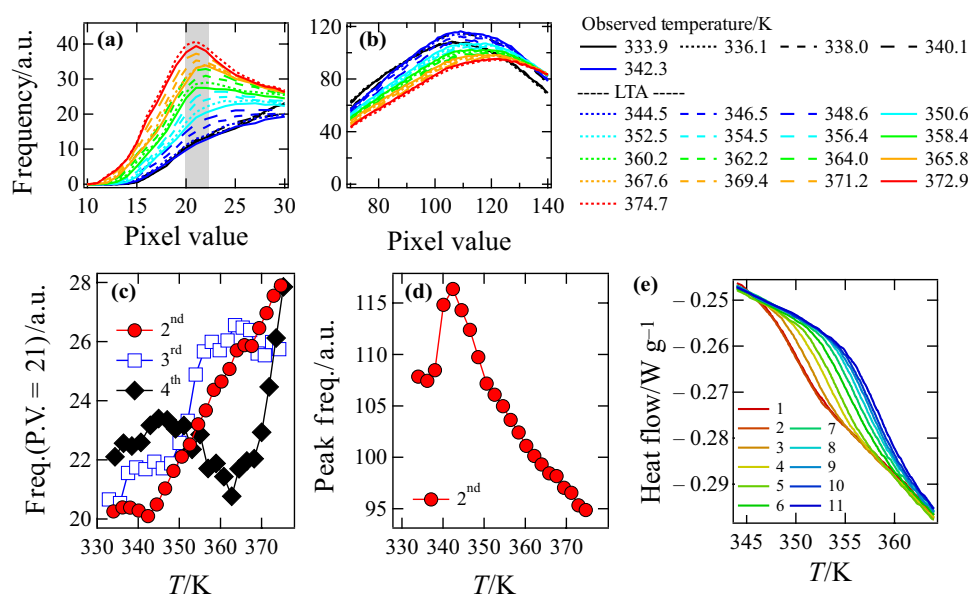 (a)
Frequency/a.u.
40
30
20
10
0
10 15 20 25 30
Pixel value
(b)
120
80
40
0
80 100 120 140
Pixel value
Observed temperature/K
333.9 336.1 338.0 340.1
342.3
LTA
344.5 346.5 348.6 350.6
352.5 354.5 356.4 358.4
360.2 362.2 364.0 365.8
367.6 369.4 371.2 372.9
374.7
(c)
Freq.(P.V. = 21)/a.u.
28
26
24
22
20
2nd
3rd
4th
330 340 350 360 370
T/K
(d)
Peak freq./a.u.
115
110
105
100
95
2nd
330 340 350 360 370
T/K
(e)
Heat flow/W g−1
−0.25
−0.26
−0.27
−0.28
−0.29
1
2 7
3 8
4 9
5 10
6 11
345 350 355 360
T/K